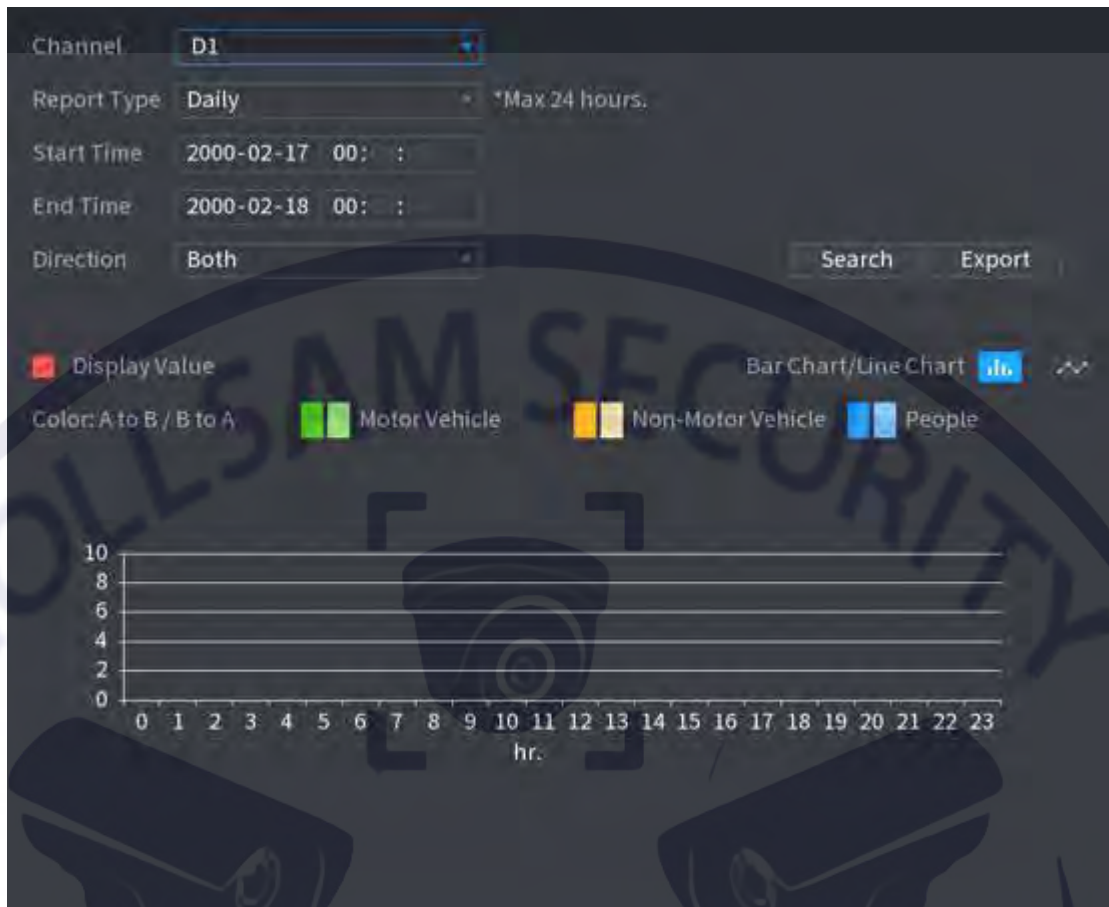 Channel D1
Report Type Daily *Max 24 hours.
Start Time 2000-02-17 00: :
End Time 2000-02-18 00: :
Direction Both Search Export
Display Value Bar Chart/Line Chart
Color: A to B / B to A Motor Vehicle Non-Motor Vehicle People
OLLSAM SECURITY
10
8
6
4
2
0
0 1 2 3 4 5 6 7 8 9 10 11 12 13 14 15 16 17 18 19 20 21 22 23
hr.